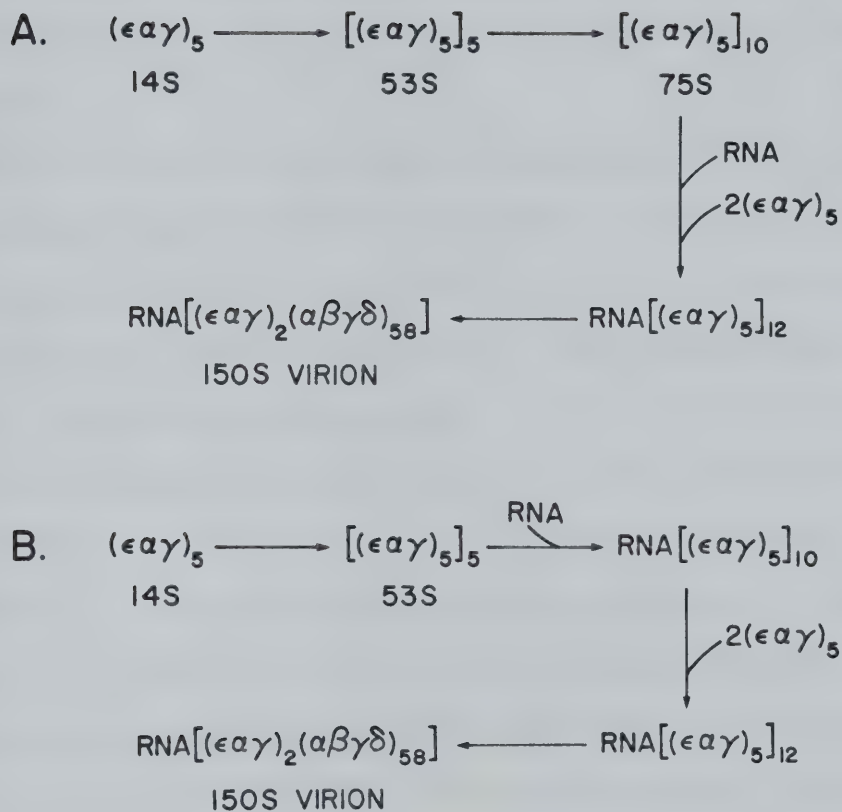 A. (εαγ)₅ → [(εαγ)₅]₅ → [(εαγ)₅]₁₀
14S 53S 75S
RNA
2(εαγ)₅
RNA[(εαγ)₂(αβγδ)₅₈] ← RNA[(εαγ)₅]₁₂
150S VIRION
RNA
B. (εαγ)₅ → [(εαγ)₅]₅ → RNA[(εαγ)₅]₁₀
14S 53S
2(εαγ)₅
RNA[(εαγ)₂(αβγδ)₅₈] ← RNA[(εαγ)₅]₁₂
150S VIRION